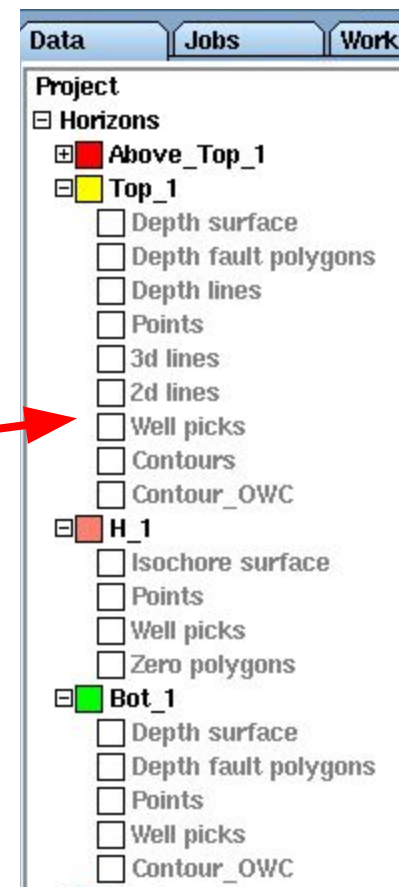 Data Jobs Work
Project
Horizons
Above_Top_1
Top_1
Depth surface
Depth fault polygons
Depth lines
Points
3d lines
2d lines
Well picks
Contours
Contour_OWC
H_1
Isochore surface
Points
Well picks
Zero polygons
Bot_1
Depth surface
Depth fault polygons
Points
Well picks
Contour_OWC